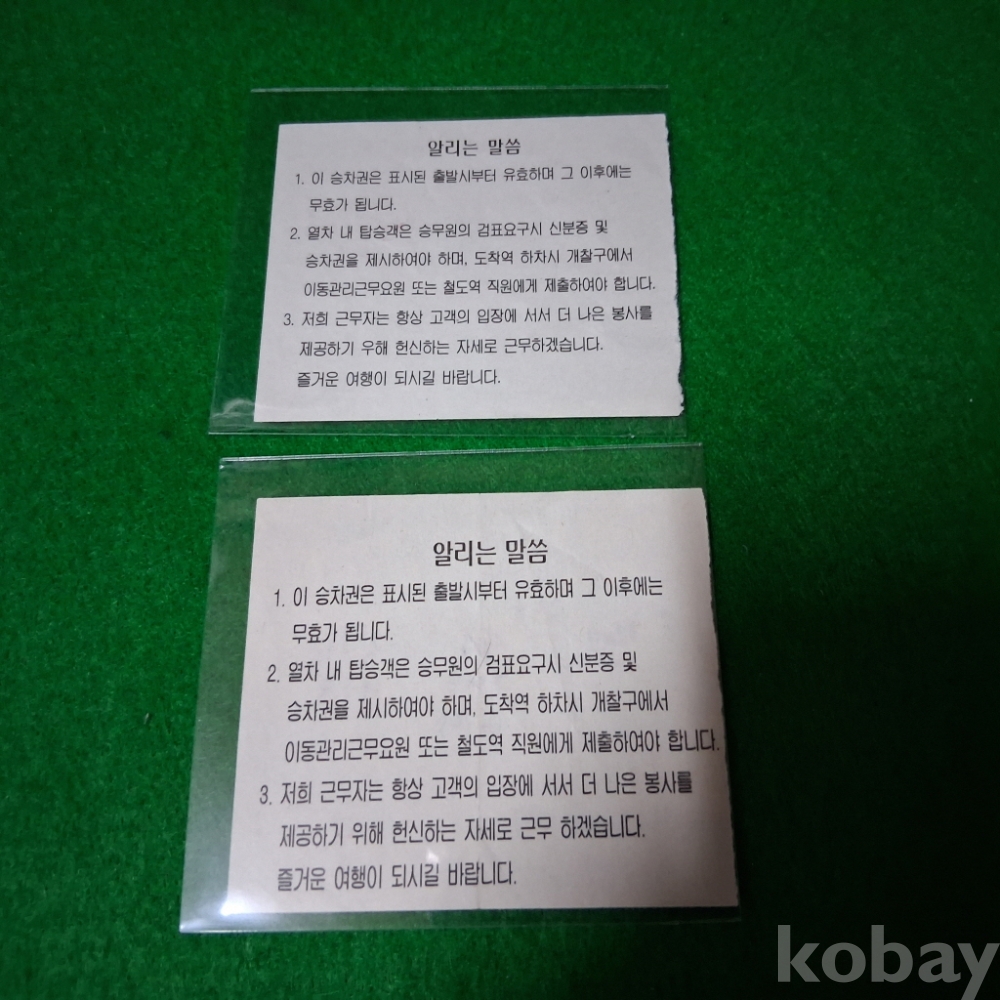 알리는 말씀
1. 이 승차권은 표시된 출발시부터 유효하며 그 이후에는
무효가 됩니다.
2. 열차 내 탑승객은 승무원의 검표요구시 신분증 및
승차권을 제시하여야 하며, 도착역 하차시 개찰구에서
이동관리근무요원 또는 철도역 직원에게 제출하여야 합니다.
3. 저희 근무자는 항상 고객의 입장에 서서 더 나은 봉사를
제공하기 우해 헌신하는 자세로 근무하겠습니다.
즐거운 여행이 되시길 바랍니다.
알리는 말씀
1. 이 승차권은 표시된 출발시부터 유효하며 그 이후에는
무효가 됩니다.
2. 열차 내 탑승객은 승무원의 검표요구시 신분증 및
승차권을 제시하여야 하며, 도착역 하차시 개찰구에서
이동관리근무요원 또는 철도역 직원에게 제출하여야 합니다.
3. 저희 근무자는 항상 고객의 입장에 서서 더 나은 봉사를
제공하기 위해 헌신하는 자세로 근무 하겠습니다.
즐거운 여행이 되시길 바랍니다.
kobay